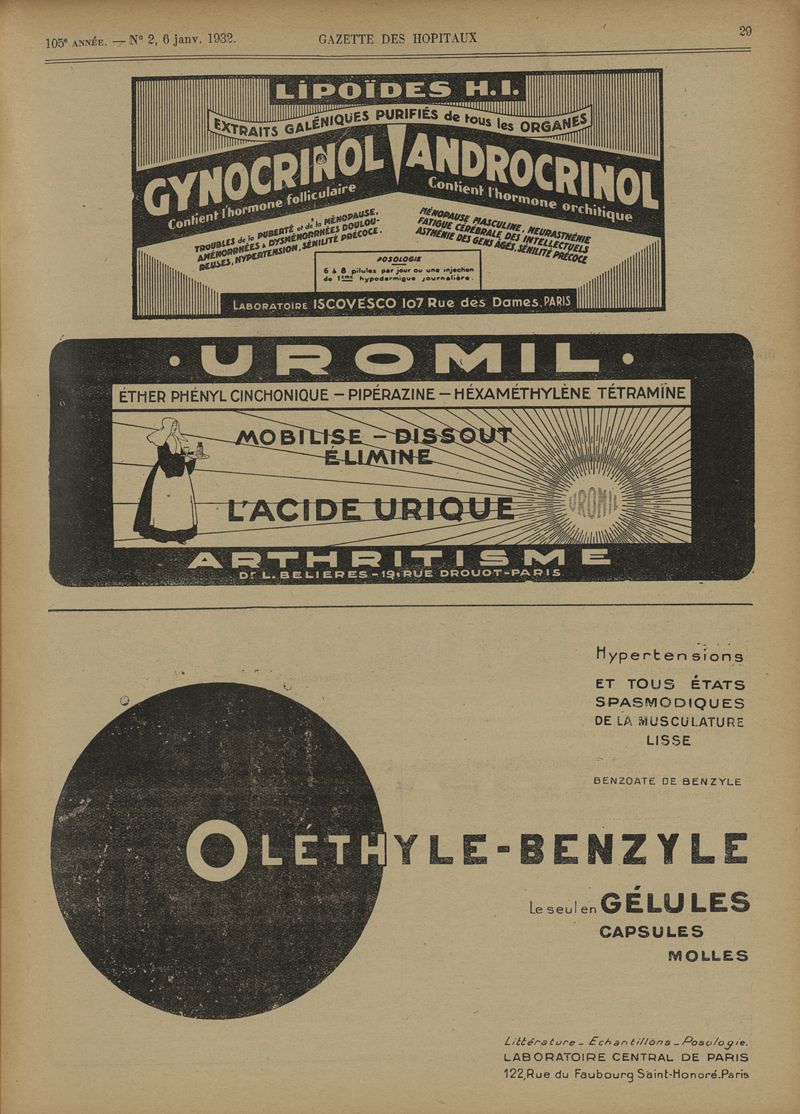 105e ANNÉE. — N° 2, 6 janv. 1932.
GAZETTE DES HOPITAUX
29
LIPOÏDES H.I.
EXTRAITS GALÉNIQUES PURIFIÉS de tous les ORGANES
GYNOCRINOL
Contient l'hormone folliculaire
TROUBLES de la PUBERTÉ et de la MÉNOPAUSE.
AMÉNORRHÉES & DYSMÉNORRHÉES DOULOU-
REUSES, HYPERTENSION, SÉNILITÉ PRÉCOCE.
ANDROCRINOL
Contient l'hormone orchitique
MÉNOPAUSE MASCULINE, NEURASTHÉNIE
FATIGUE CÉRÉBRALE DES INTELLECTUELS
ASTHÉNIE DES GENS ÂGÉS, SÉNILITÉ PRÉCOCE
POSOLOGIE
6 à 8 pilules par jour ou une injection
de 1cmc hypodermique journalière.
LABORATOIRE ISCOVESCO 107 Rue des Dames, PARIS
· UROMIL ·
ÉTHER PHÉNYL CINCHONIQUE — PIPÉRAZINE — HÉXAMÉTHYLÈNE TÉTRAMINE
MOBILISE — DISSOUT
ÉLIMINE
L'ACIDE URIQUE
UROMIL
ARTHRITISME
Dr L. BELIERES - 19, RUE DROUOT - PARIS
Hypertensions
ET TOUS ÉTATS
SPASMODIQUES
DE LA MUSCULATURE
LISSE
BENZOATE DE BENZYLE
OLÉTHYLE-BENZYLE
Le seul en GÉLULES
CAPSULES
MOLLES
Littérature - Echantillons - Posologie.
LABORATOIRE CENTRAL DE PARIS
122, Rue du Faubourg Saint-Honoré. Paris